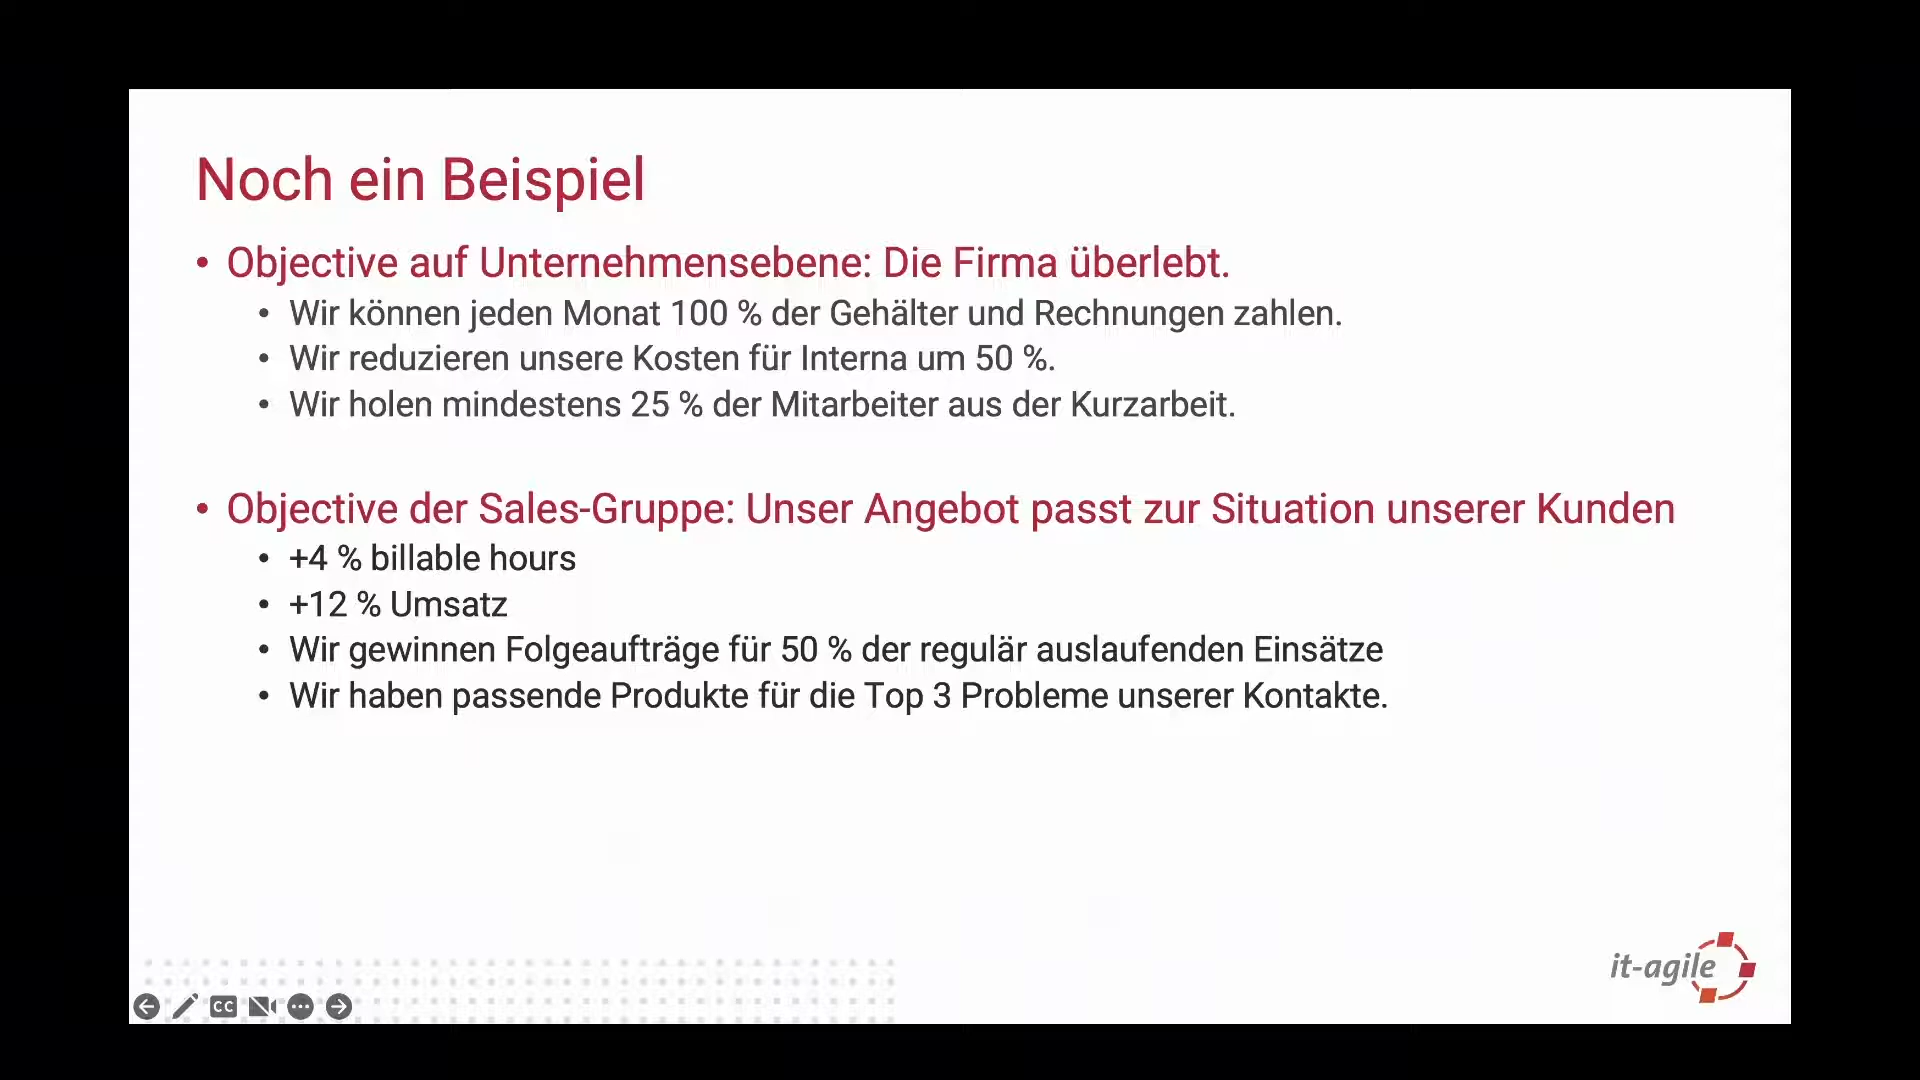 Noch ein Beispiel
• Objective auf Unternehmensebene: Die Firma überlebt.
• Wir können jeden Monat 100 % der Gehälter und Rechnungen zahlen.
• Wir reduzieren unsere Kosten für Interna um 50 %.
• Wir holen mindestens 25 % der Mitarbeiter aus der Kurzarbeit.
• Objective der Sales-Gruppe: Unser Angebot passt zur Situation unserer Kunden
• +4 % billable hours
• +12 % Umsatz
• Wir gewinnen Folgeaufträge für 50 % der regulär auslaufenden Einsätze
• Wir haben passende Produkte für die Top 3 Probleme unserer Kontakte.
it-agile
CC